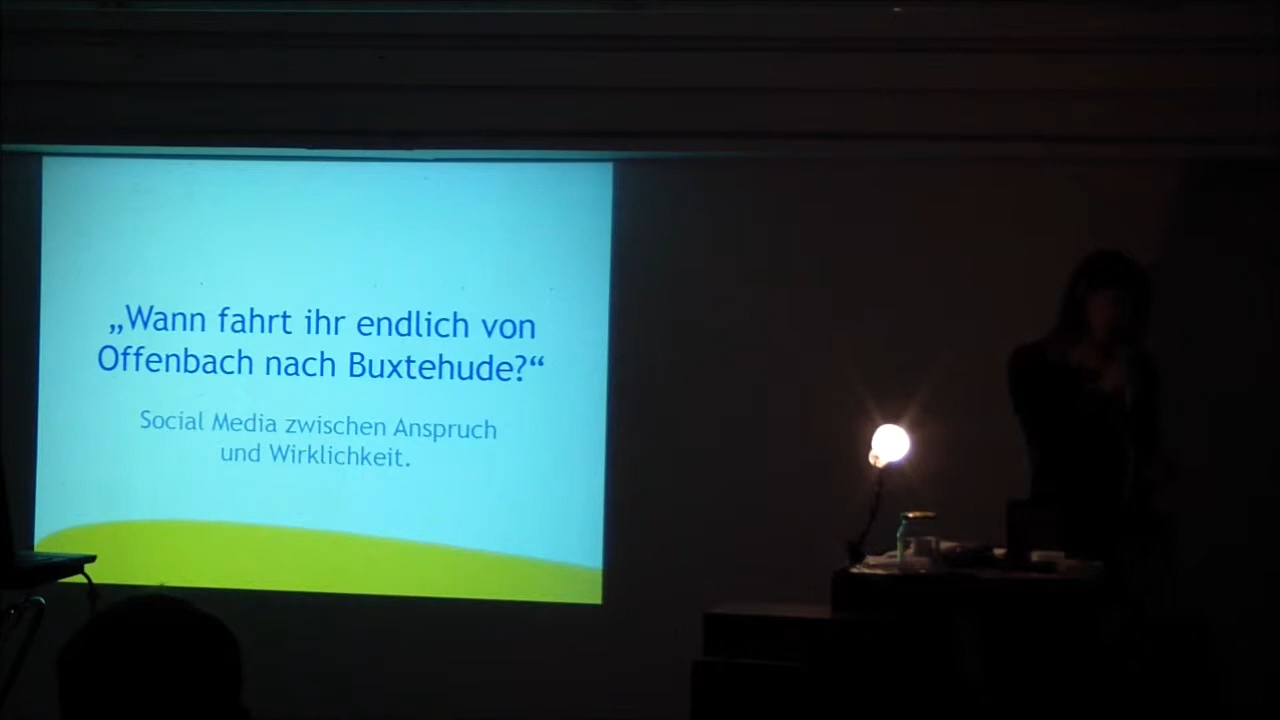 „Wann fahrt ihr endlich von
Offenbach nach Buxtehude?“
Social Media zwischen Anspruch
und Wirklichkeit.